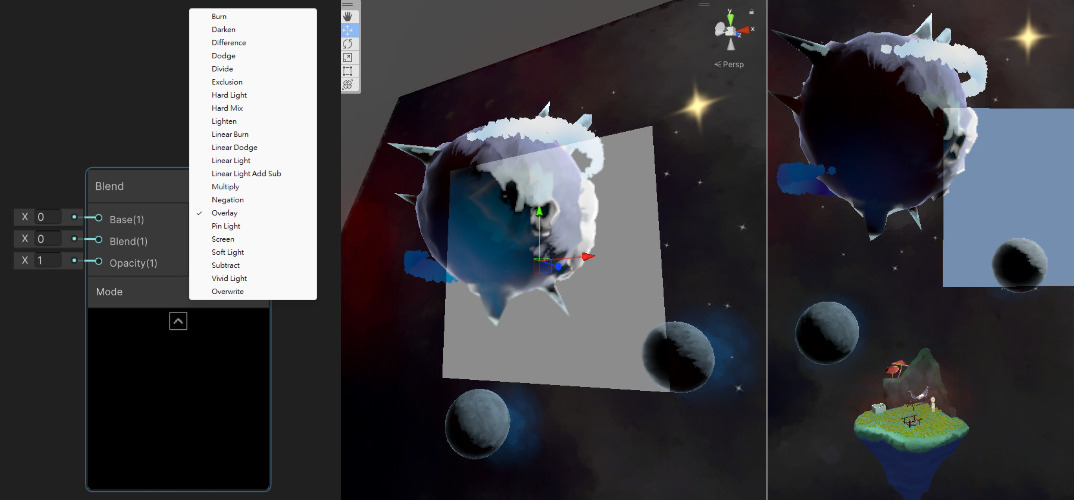 Burn
Darken
Difference
Dodge
Divide
Exclusion
Hard Light
Hard Mix
Lighten
Linear Burn
Linear Dodge
Linear Light
Linear Light Add Sub
Multiply
Negation
Overlay
Pin Light
Screen
Soft Light
Subtract
Vivid Light
Overwrite
Blend
X 0 Base(1)
X 0 Blend(1)
X 1 Opacity(1)
Mode
y
x
z
< Persp